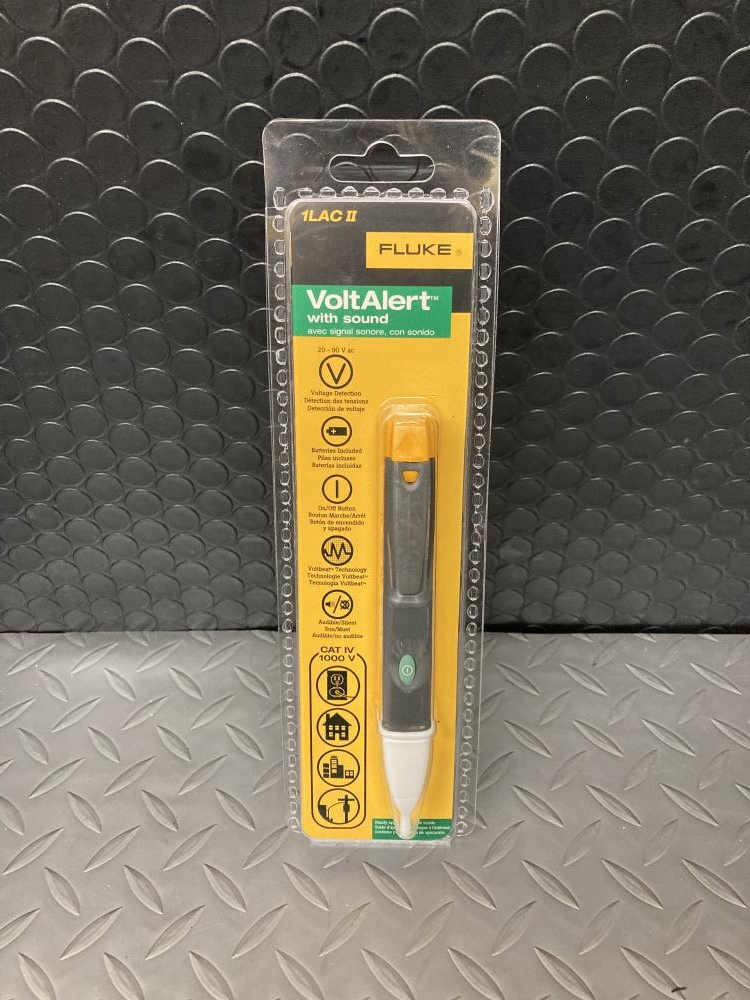 1LAC II
FLUKE®
VoltAlert™
with sound
avec signal sonore, con sonido
20 - 90 V ac
Voltage Detection
Détection des tensions
Detección de voltaje
Batteries Included
Piles incluses
Baterías incluidas
On/Off Button
Bouton Marche/Arrêt
Botón de encendido
y apagado
Voltbeat™ Technology
Technologie Voltbeat™
Tecnología Voltbeat™
Audible/Silent
Son/Muet
Audible/no audible
CAT IV
1000 V